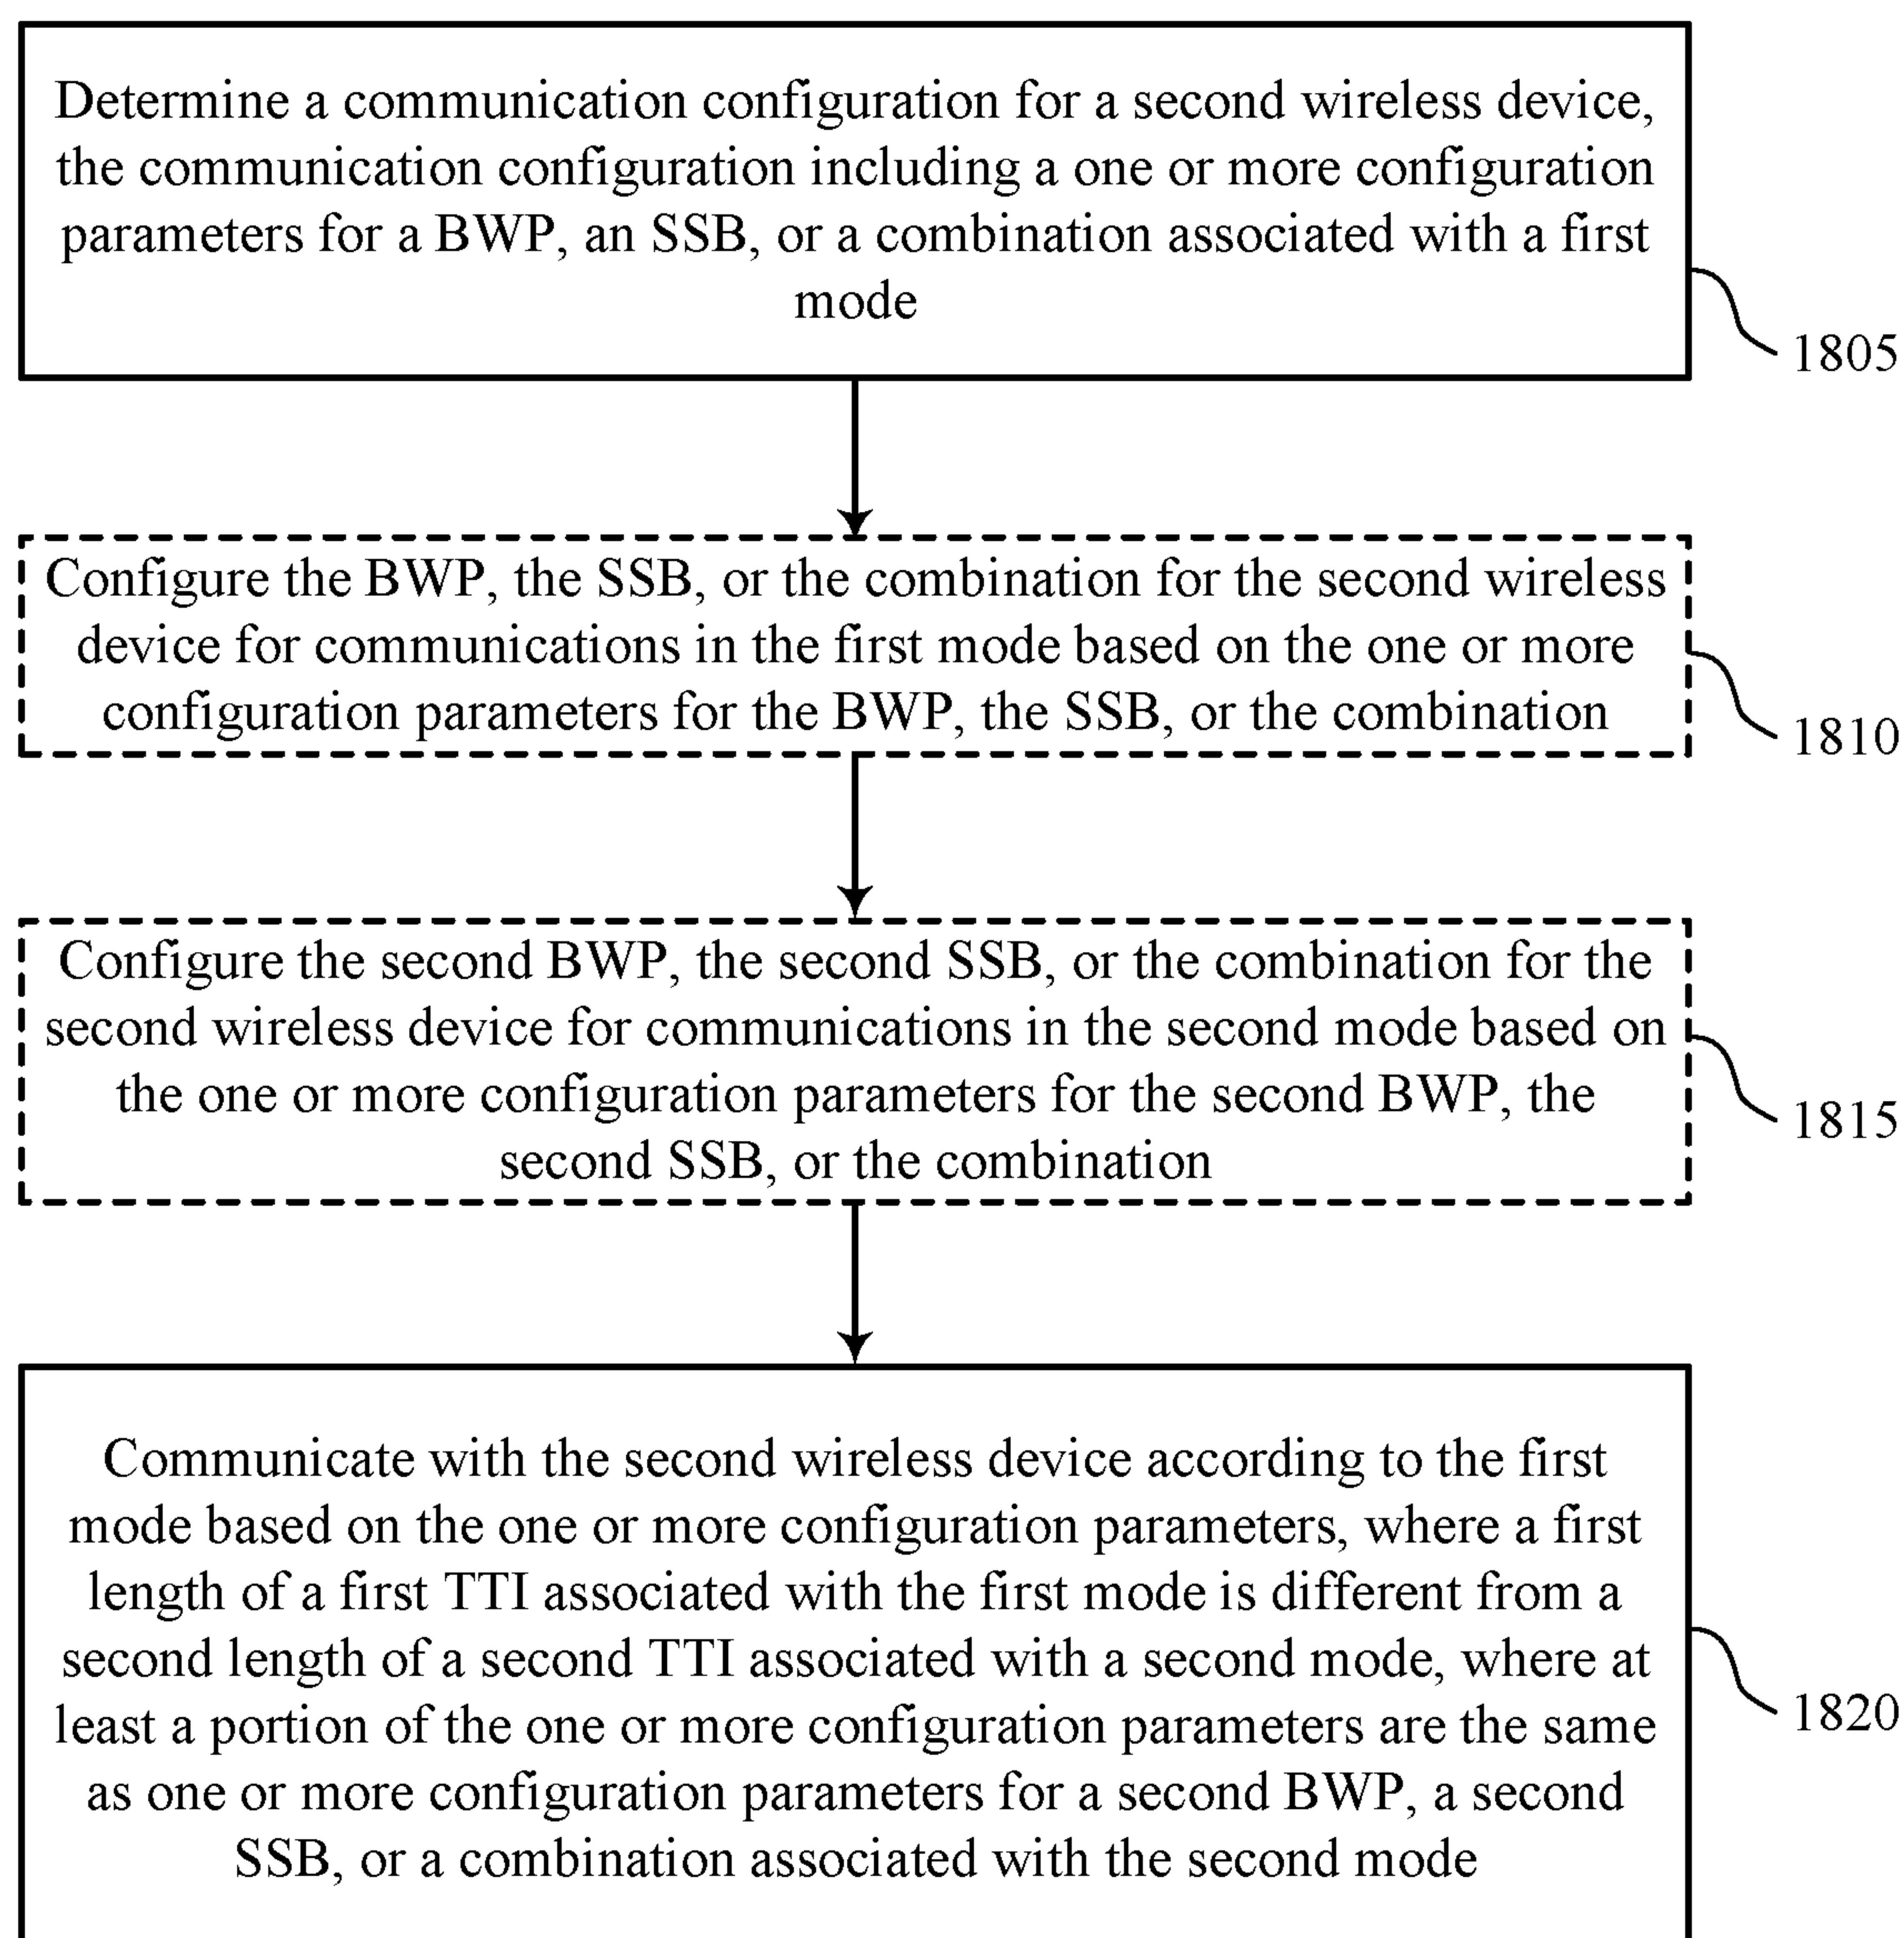 Determine a communication configuration for a second wireless device,
the communication configuration including a one or more configuration
parameters for a BWP, an SSB, or a combination associated with a first
mode
1805
Configure the BWP, the SSB, or the combination for the second wireless
device for communications in the first mode based on the one or more
configuration parameters for the BWP, the SSB, or the combination
1810
Configure the second BWP, the second SSB, or the combination for the
second wireless device for communications in the second mode based on
the one or more configuration parameters for the second BWP, the
second SSB, or the combination
1815
Communicate with the second wireless device according to the first
mode based on the one or more configuration parameters, where a first
length of a first TTI associated with the first mode is different from a
second length of a second TTI associated with a second mode, where at
least a portion of the one or more configuration parameters are the same
as one or more configuration parameters for a second BWP, a second
SSB, or a combination associated with the second mode
1820